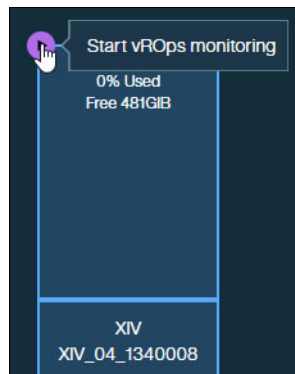 Start vROps monitoring
0% Used
Free 481GIB
XIV
XIV_04_1340008